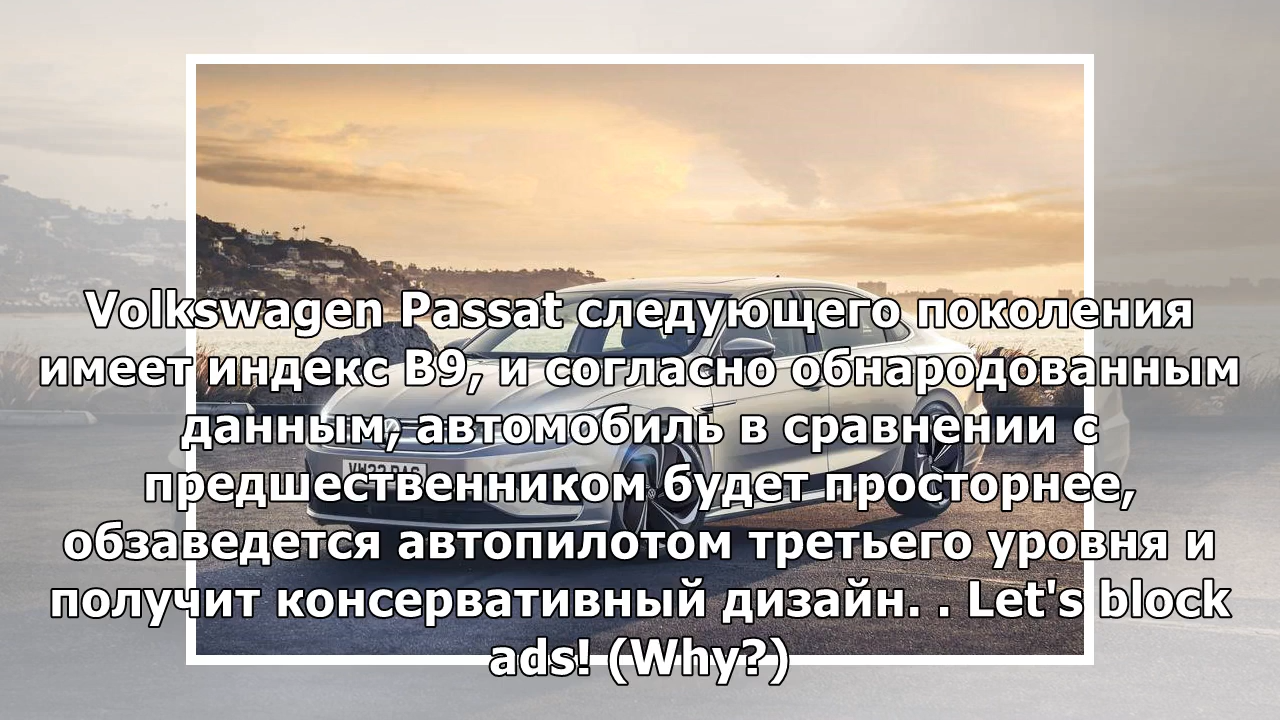 Volkswagen Passat следующего поколения
имеет индекс B9, и согласно обнародованным
данным, автомобиль в сравнении с
предшественником будет просторнее,
обзаведется автопилотом третьего уровня и
получит консервативный дизайн. . Let's block
ads! (Why?)